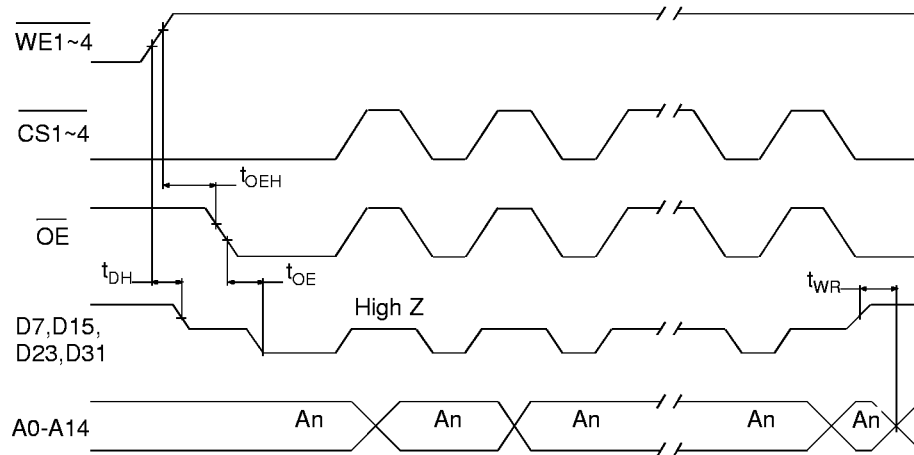 WE1~4
CS1~4
tOEH
OE
tDH
tOE
tWR
High Z
D7,D15,
D23,D31
A0-A14
An An An An An